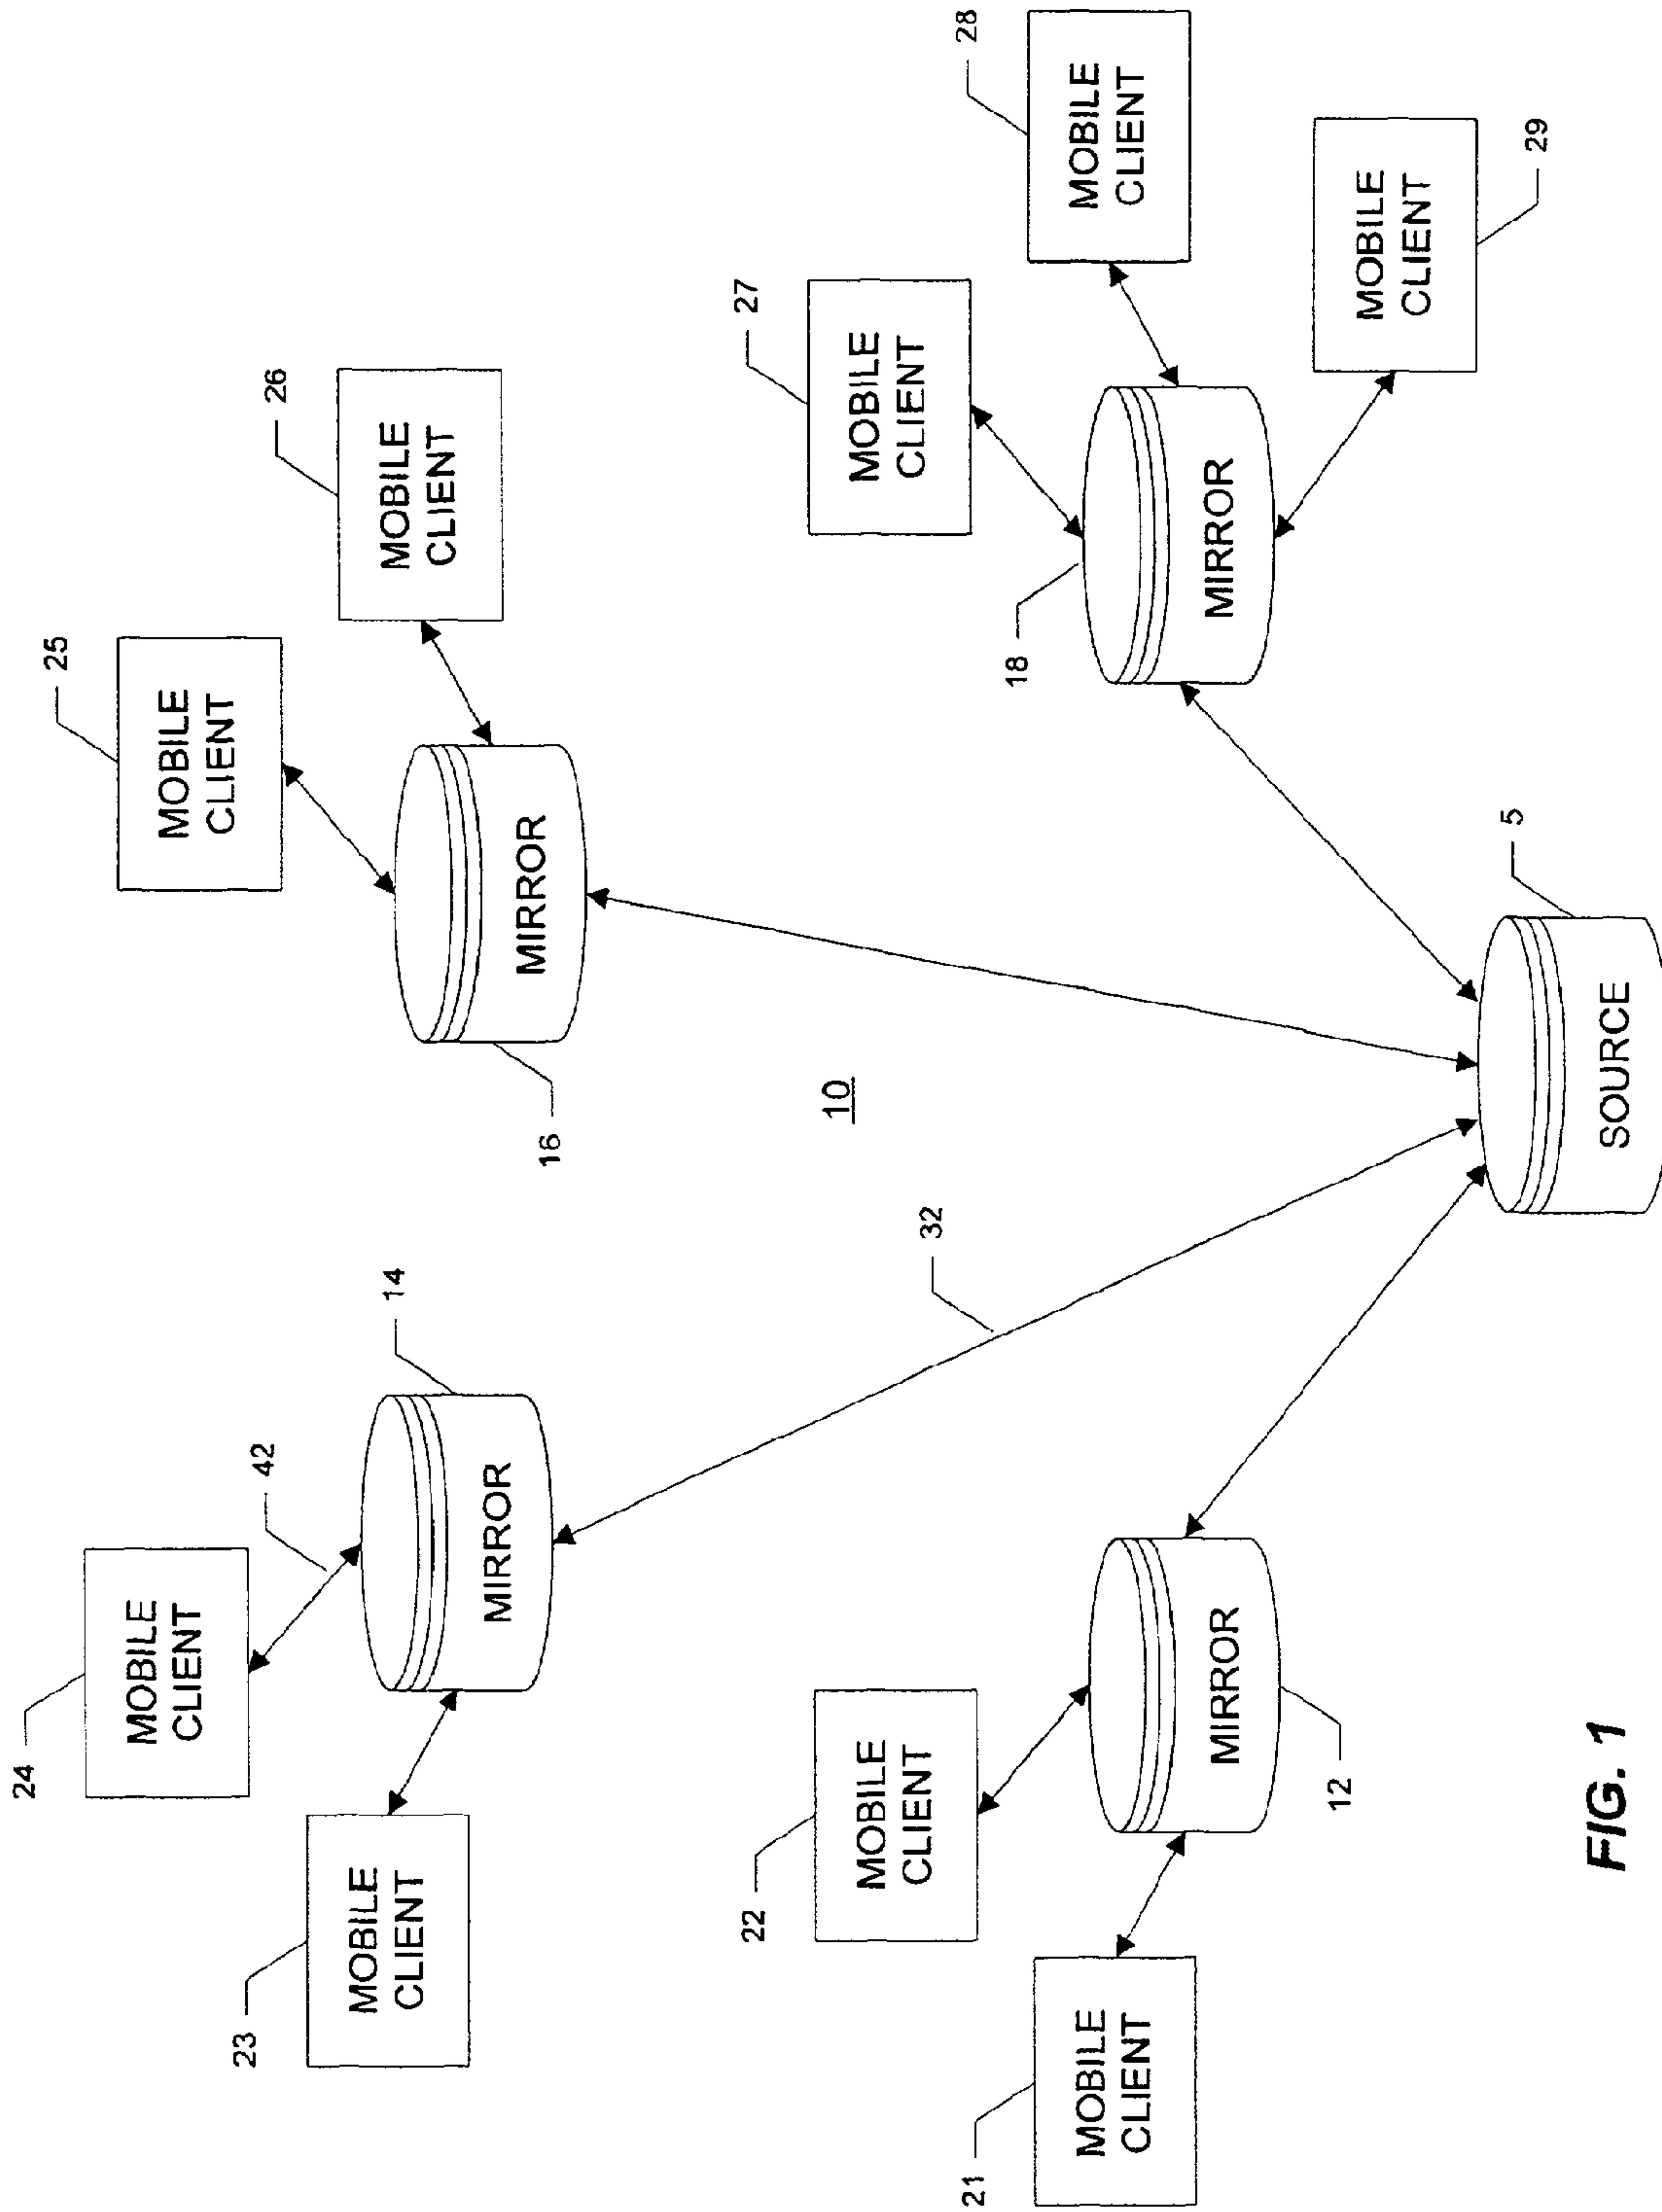 24
MOBILE
CLIENT
42
14
23
MOBILE
CLIENT
MIRROR
25
MOBILE
CLIENT
26
MOBILE
CLIENT
16
MIRROR
10
32
22
MOBILE
CLIENT
21
MOBILE
CLIENT
MIRROR
12
27
MOBILE
CLIENT
28
MOBILE
CLIENT
18
MIRROR
MOBILE
CLIENT
29
5
SOURCE
FIG. 1